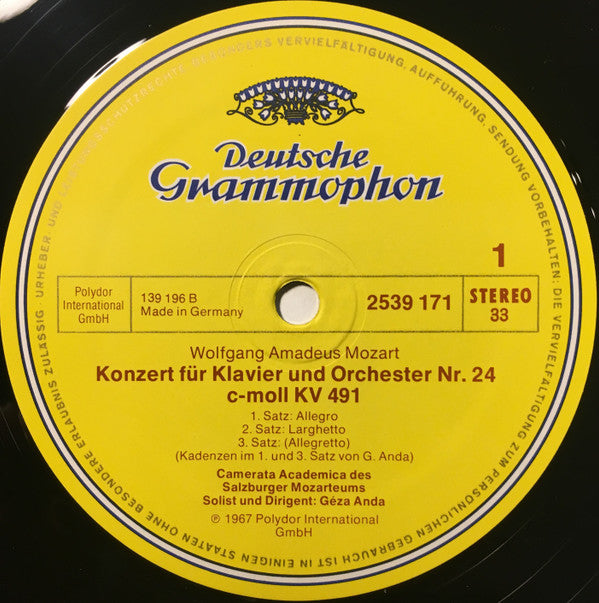 Deutsche
Grammophon
1
Polydor
International
GmbH
139 196 B
Made in Germany
2539 171
STEREO
33
Wolfgang Amadeus Mozart
Konzert für Klavier und Orchester Nr. 24
c-moll KV 491
1. Satz: Allegro
2. Satz: Larghetto
3. Satz: (Allegretto)
(Kadenzen im 1. und 3. Satz von G. Anda)
Camerata Academica des
Salzburger Mozarteums
Solist und Dirigent: Géza Anda
℗ 1967 Polydor International
GmbH
URHEBER- UND LEISTUNGSSCHUTZRECHTE, BESONDERS VERVIELFÄLTIGUNG, AUFFÜHRUNG, SENDUNG VORBEHALTEN: DIE VERVIELFÄLTIGUNG ZUM PERSÖNLICHEN GEBRAUCH IST IN EINIGEN STAATEN OHNE BESONDERE ERLAUBNIS ZULÄSSIG